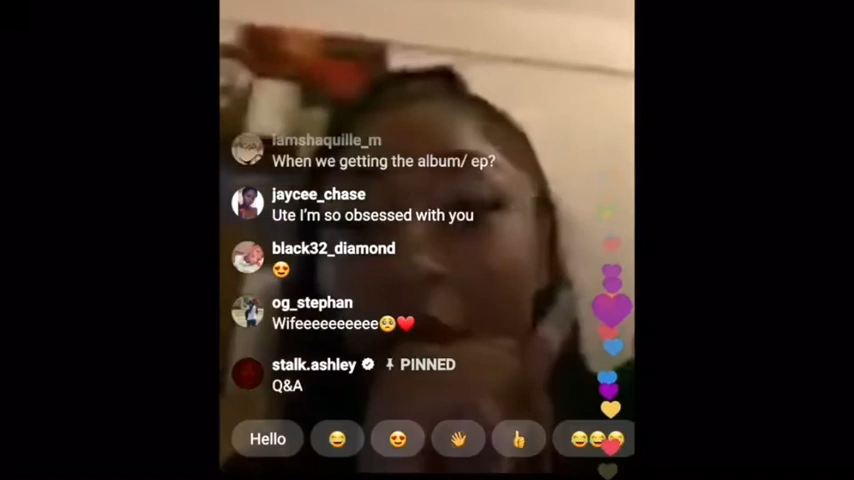 iamshaquille_m
When we getting the album/ ep?
jaycee_chase
Ute I'm so obsessed with you
black32_diamond
😍
og_stephan
Wifeeeeeeeeee🥺❤️
stalk.ashley PINNED
Q&A
Hello 😂 😍 👋 👍 😂😂😂